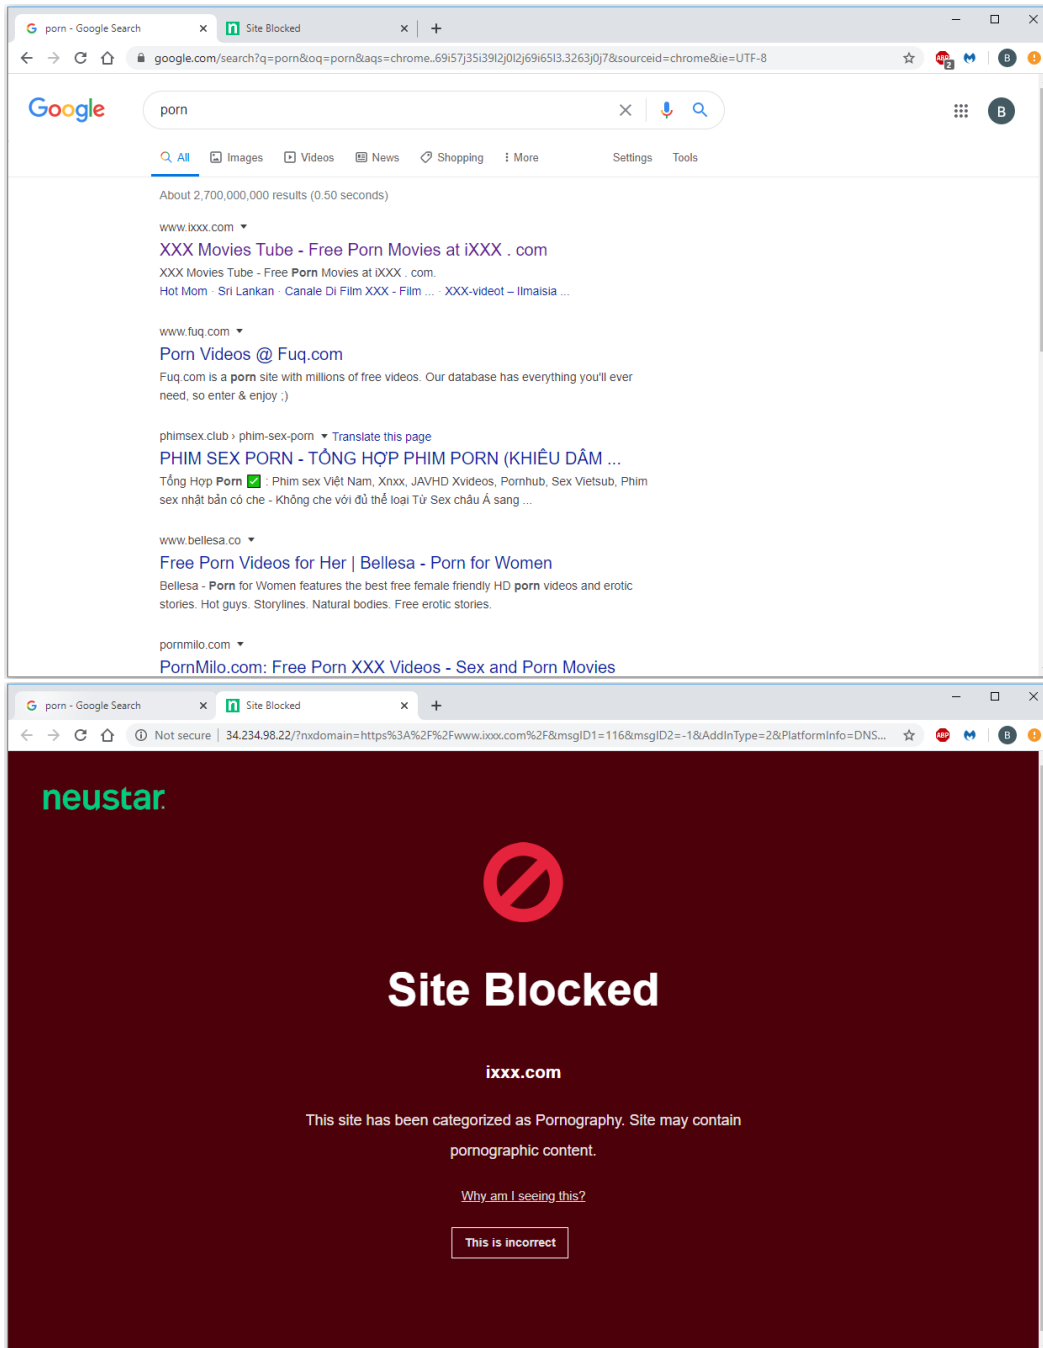 porn - Google Search
Site Blocked
google.com/search?q=porn&oq=porn&aqs=chrome..69i57j35i39l2j0l2j69i65l3.3263j0j7&sourceid=chrome&ie=UTF-8
ABP
2
B
Google
porn
B
All Images Videos News Shopping More Settings Tools
About 2,700,000,000 results (0.50 seconds)
www.ixxx.com
XXX Movies Tube - Free Porn Movies at iXXX . com
XXX Movies Tube - Free Porn Movies at iXXX . com.
Hot Mom · Sri Lankan · Canale Di Film XXX - Film ... · XXX-videot – Ilmaisia ...
www.fuq.com
Porn Videos @ Fuq.com
Fuq.com is a porn site with millions of free videos. Our database has everything you'll ever
need, so enter & enjoy ;)
phimsex.club › phim-sex-porn Translate this page
PHIM SEX PORN - TỔNG HỢP PHIM PORN (KHIÊU DÂM ...
Tổng Hợp Porn ✅ : Phim sex Việt Nam, Xnxx, JAVHD Xvideos, Pornhub, Sex Vietsub, Phim
sex nhật bản có che - Không che với đủ thể loại Từ Sex châu Á sang ...
www.bellesa.co
Free Porn Videos for Her | Bellesa - Porn for Women
Bellesa - Porn for Women features the best free female friendly HD porn videos and erotic
stories. Hot guys. Storylines. Natural bodies. Free erotic stories.
pornmilo.com
PornMilo.com: Free Porn XXX Videos - Sex and Porn Movies
porn - Google Search
Site Blocked
Not secure | 34.234.98.22/?nxdomain=https%3A%2F%2Fwww.ixxx.com%2F&msgID1=116&msgID2=-1&AddInType=2&PlatformInfo=DNS...
ABP
B
neustar.
Site Blocked
ixxx.com
This site has been categorized as Pornography. Site may contain
pornographic content.
Why am I seeing this?
This is incorrect